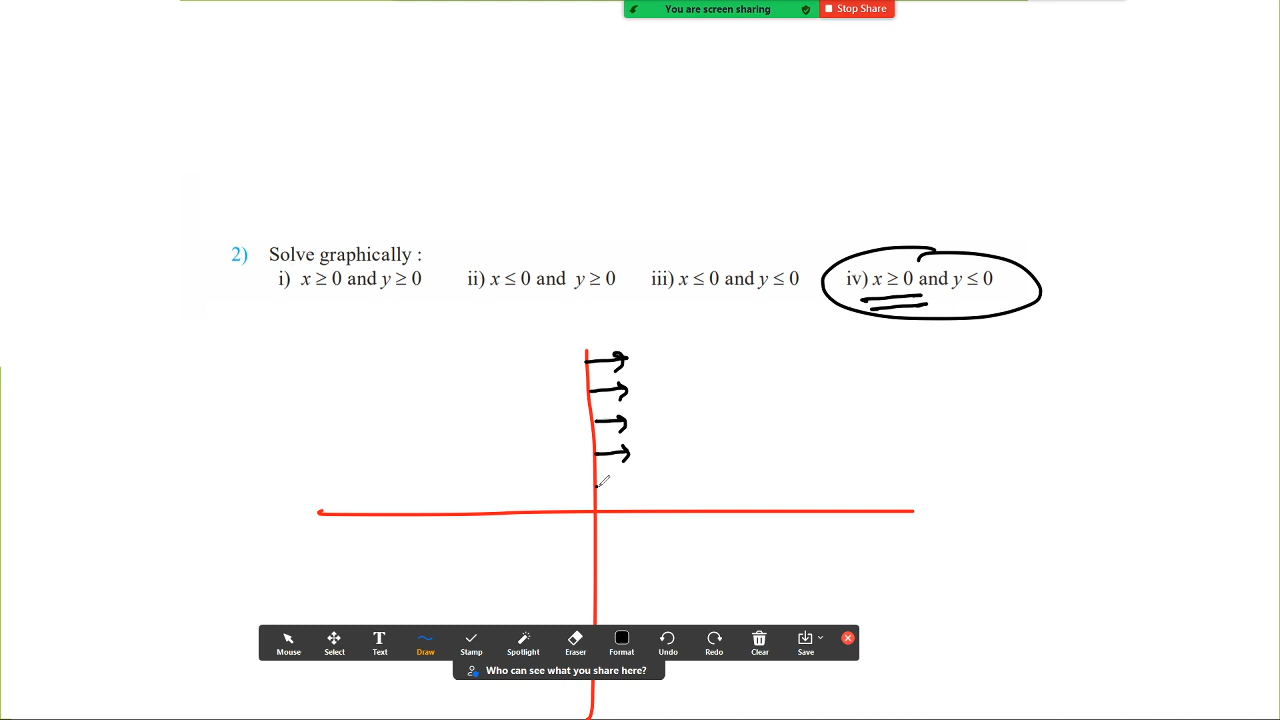 You are screen sharing Stop Share
2) Solve graphically :
i) x ≥ 0 and y ≥ 0 ii) x ≤ 0 and y ≥ 0 iii) x ≤ 0 and y ≤ 0 iv) x ≥ 0 and y ≤ 0
Mouse Select Text Draw Stamp Spotlight Eraser Format Undo Redo Clear Save
Who can see what you share here?